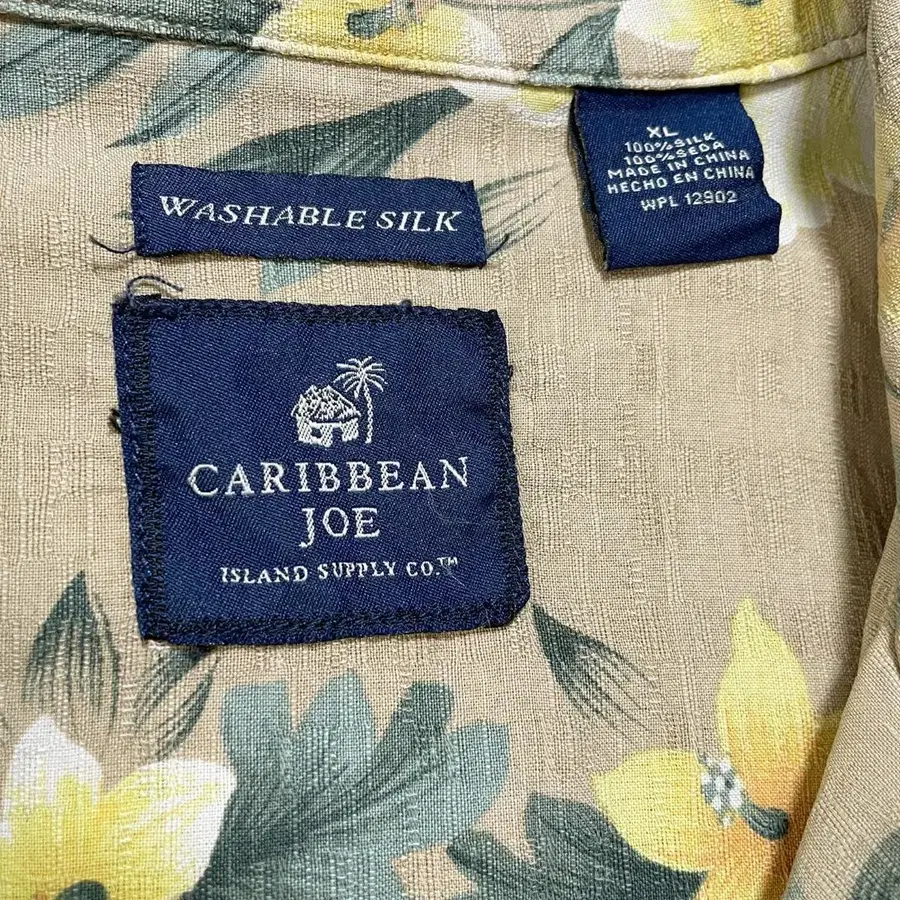 XL
100% SILK
100% SEDA
MADE IN CHINA
HECHO EN CHINA
WPL 12902
WASHABLE SILK
CARIBBEAN
JOE
ISLAND SUPPLY CO.™